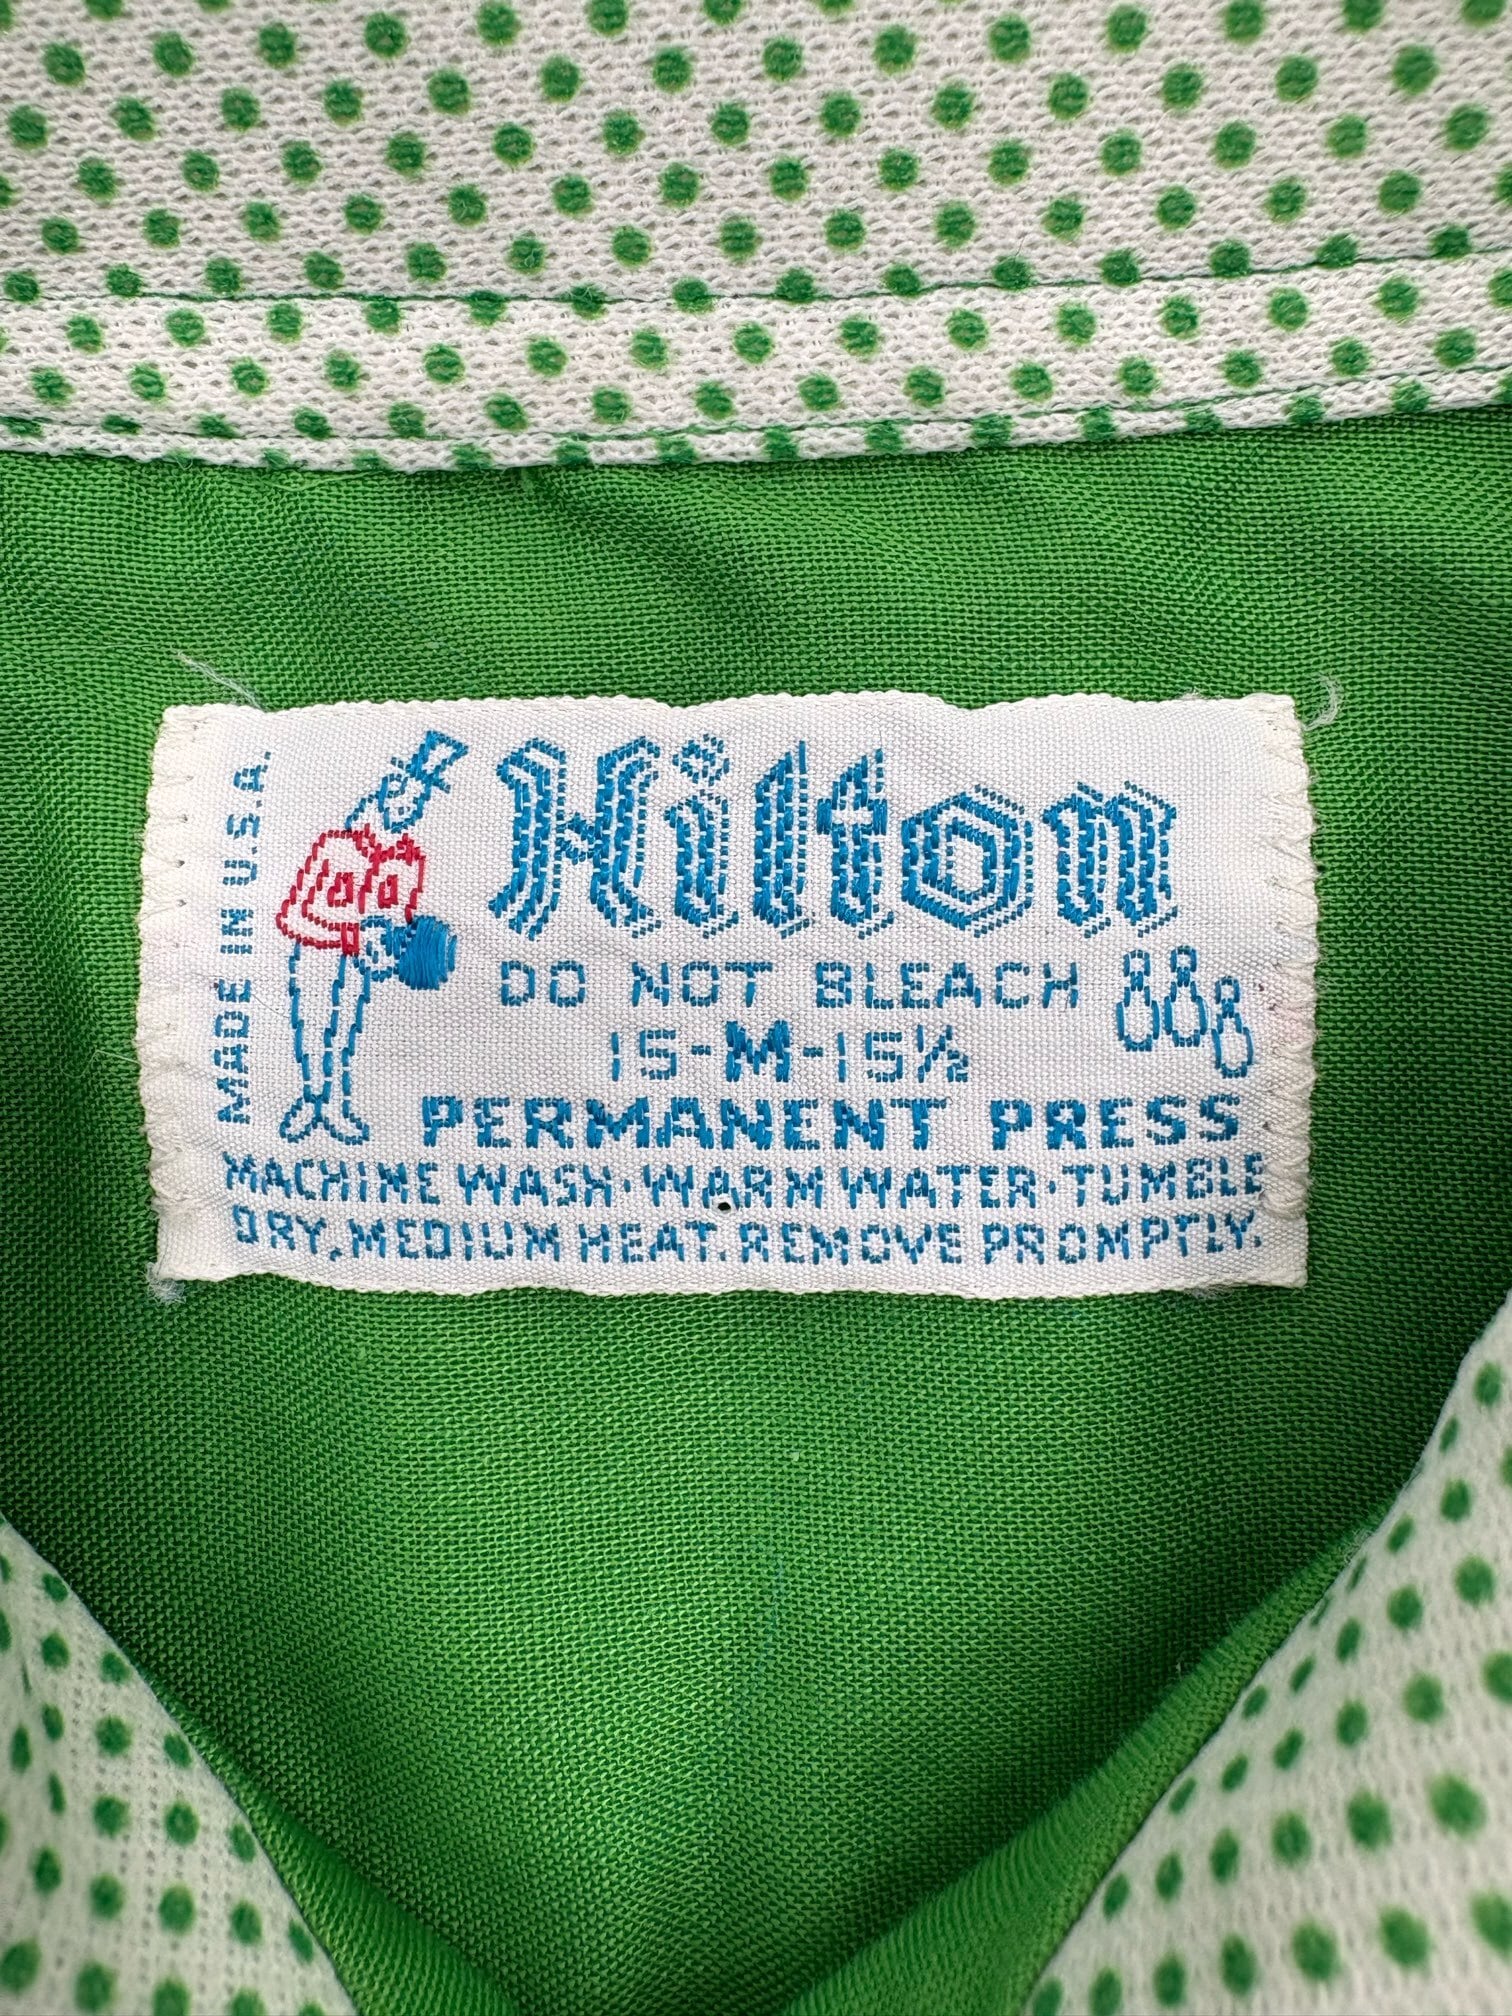 MADE IN U.S.A.
Hilton
DO NOT BLEACH
15-M-15½
PERMANENT PRESS
MACHINE WASH·WARM WATER·TUMBLE
DRY, MEDIUM HEAT. REMOVE PROMPTLY.